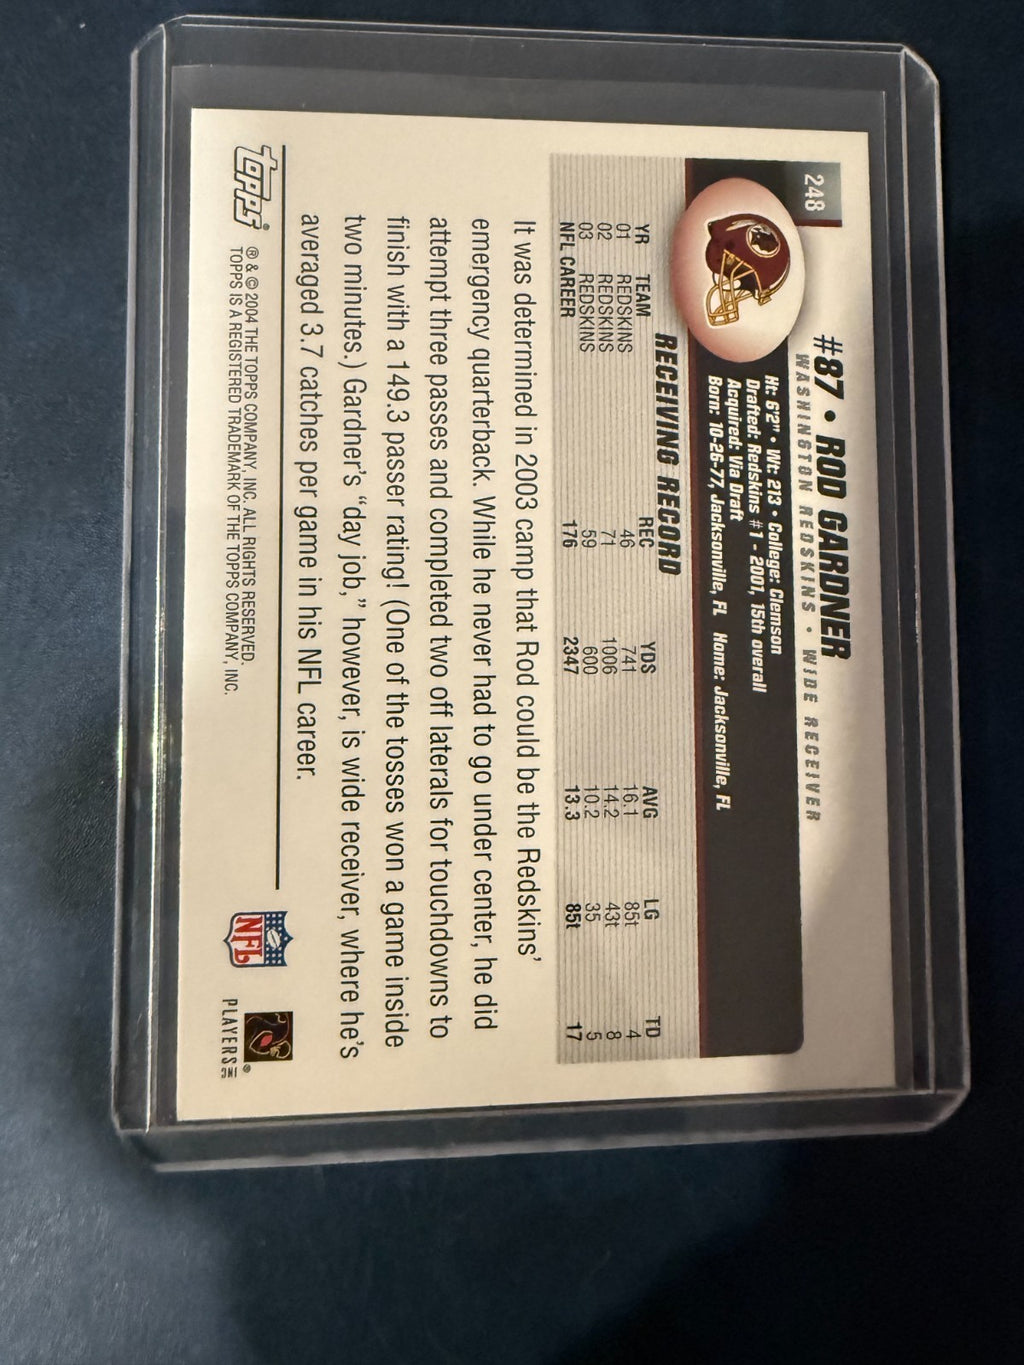 248
#87 • ROD GARDNER
WASHINGTON REDSKINS • WIDE RECEIVER
Ht: 6'2" • Wt: 213 • College: Clemson
Drafted: Redskins #1 - 2001, 15th overall
Acquired: Via Draft
Born: 10-26-77, Jacksonville, FL Home: Jacksonville, FL
RECEIVING RECORD
YR TEAM REC YDS AVG LG TD
01 REDSKINS 46 741 16.1 85t 4
02 REDSKINS 71 1006 14.2 43t 8
03 REDSKINS 59 600 10.2 35 5
NFL CAREER 176 2347 13.3 85t 17
It was determined in 2003 camp that Rod could be the Redskins'
emergency quarterback. While he never had to go under center, he did
attempt three passes and completed two off laterals for touchdowns to
finish with a 149.3 passer rating! (One of the tosses won a game inside
two minutes.) Gardner's “day job,” however, is wide receiver, where he's
averaged 3.7 catches per game in his NFL career.
topps®
® & © 2004 THE TOPPS COMPANY, INC. ALL RIGHTS RESERVED.
TOPPS IS A REGISTERED TRADEMARK OF THE TOPPS COMPANY, INC.
NFL
PLAYERS INC ®